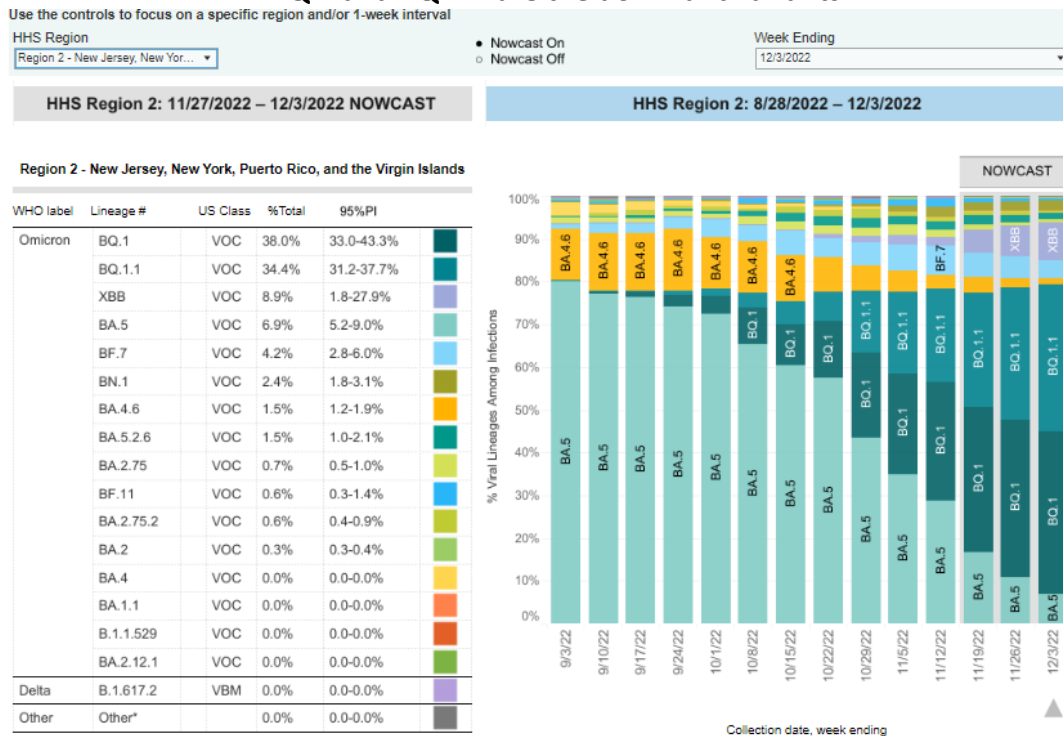 Use the controls to focus on a specific region and/or 1-week interval
HHS Region
Region 2 - New Jersey, New Yor...
Nowcast On
Nowcast Off
Week Ending
12/3/2022
HHS Region 2: 11/27/2022 – 12/3/2022 NOWCAST
HHS Region 2: 8/28/2022 – 12/3/2022
Region 2 - New Jersey, New York, Puerto Rico, and the Virgin Islands
WHO label Lineage # US Class %Total 95%PI
Omicron BQ.1 VOC 38.0% 33.0-43.3%
BQ.1.1 VOC 34.4% 31.2-37.7%
XBB VOC 8.9% 1.8-27.9%
BA.5 VOC 6.9% 5.2-9.0%
BF.7 VOC 4.2% 2.8-6.0%
BN.1 VOC 2.4% 1.8-3.1%
BA.4.6 VOC 1.5% 1.2-1.9%
BA.5.2.6 VOC 1.5% 1.0-2.1%
BA.2.75 VOC 0.7% 0.5-1.0%
BF.11 VOC 0.6% 0.3-1.4%
BA.2.75.2 VOC 0.6% 0.4-0.9%
BA.2 VOC 0.3% 0.3-0.4%
BA.4 VOC 0.0% 0.0-0.0%
BA.1.1 VOC 0.0% 0.0-0.0%
B.1.1.529 VOC 0.0% 0.0-0.0%
BA.2.12.1 VOC 0.0% 0.0-0.0%
Delta B.1.617.2 VBM 0.0% 0.0-0.0%
Other Other* 0.0% 0.0-0.0%
NOWCAST
% Viral Lineages Among Infections
100%
90%
80%
70%
60%
50%
40%
30%
20%
10%
0%
BA.4.6 BA.4.6 BA.4.6 BA.4.6 BA.4.6 BA.4.6 BA.4.6 BF.7 XBB XBB
BQ.1.1 BQ.1.1 BQ.1.1 BQ.1.1 BQ.1.1 BQ.1.1
BQ.1 BQ.1 BQ.1 BQ.1 BQ.1 BQ.1 BQ.1 BQ.1 BQ.1
BA.5 BA.5 BA.5 BA.5 BA.5 BA.5 BA.5 BA.5 BA.5 BA.5 BA.5 BA.5 BA.5 BA.5
9/3/22 9/10/22 9/17/22 9/24/22 10/1/22 10/8/22 10/15/22 10/22/22 10/29/22 11/5/22 11/12/22 11/19/22 11/26/22 12/3/22
Collection date, week ending